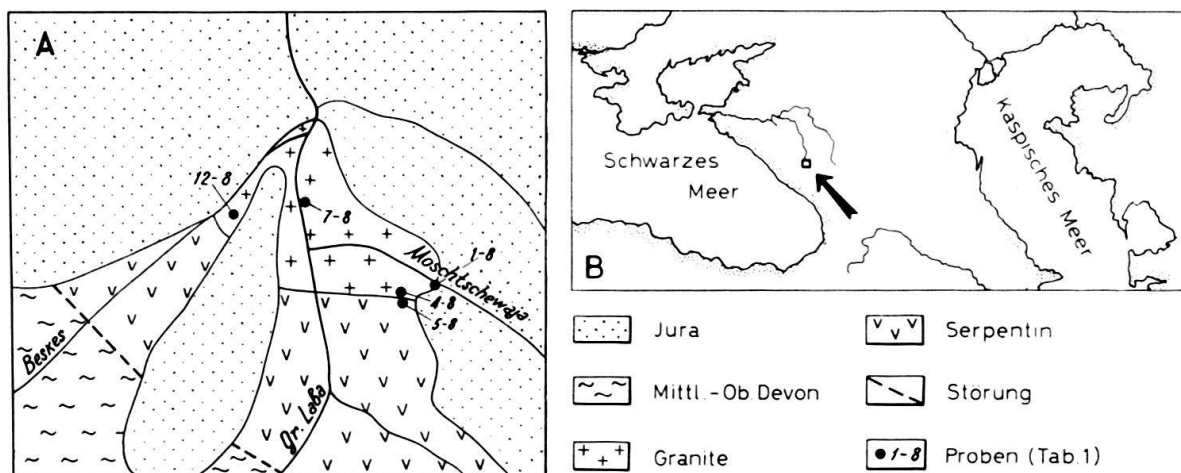 A
12-8
7-8
Moschtschewaja
1-8
4-8
5-8
Beskes
Gr. Laba
Schwarzes
Meer
Kaspisches Meer
B
Jura
Serpentin
Mittl.-Ob. Devon
Störung
Granite
1-8
Proben (Tab.1)